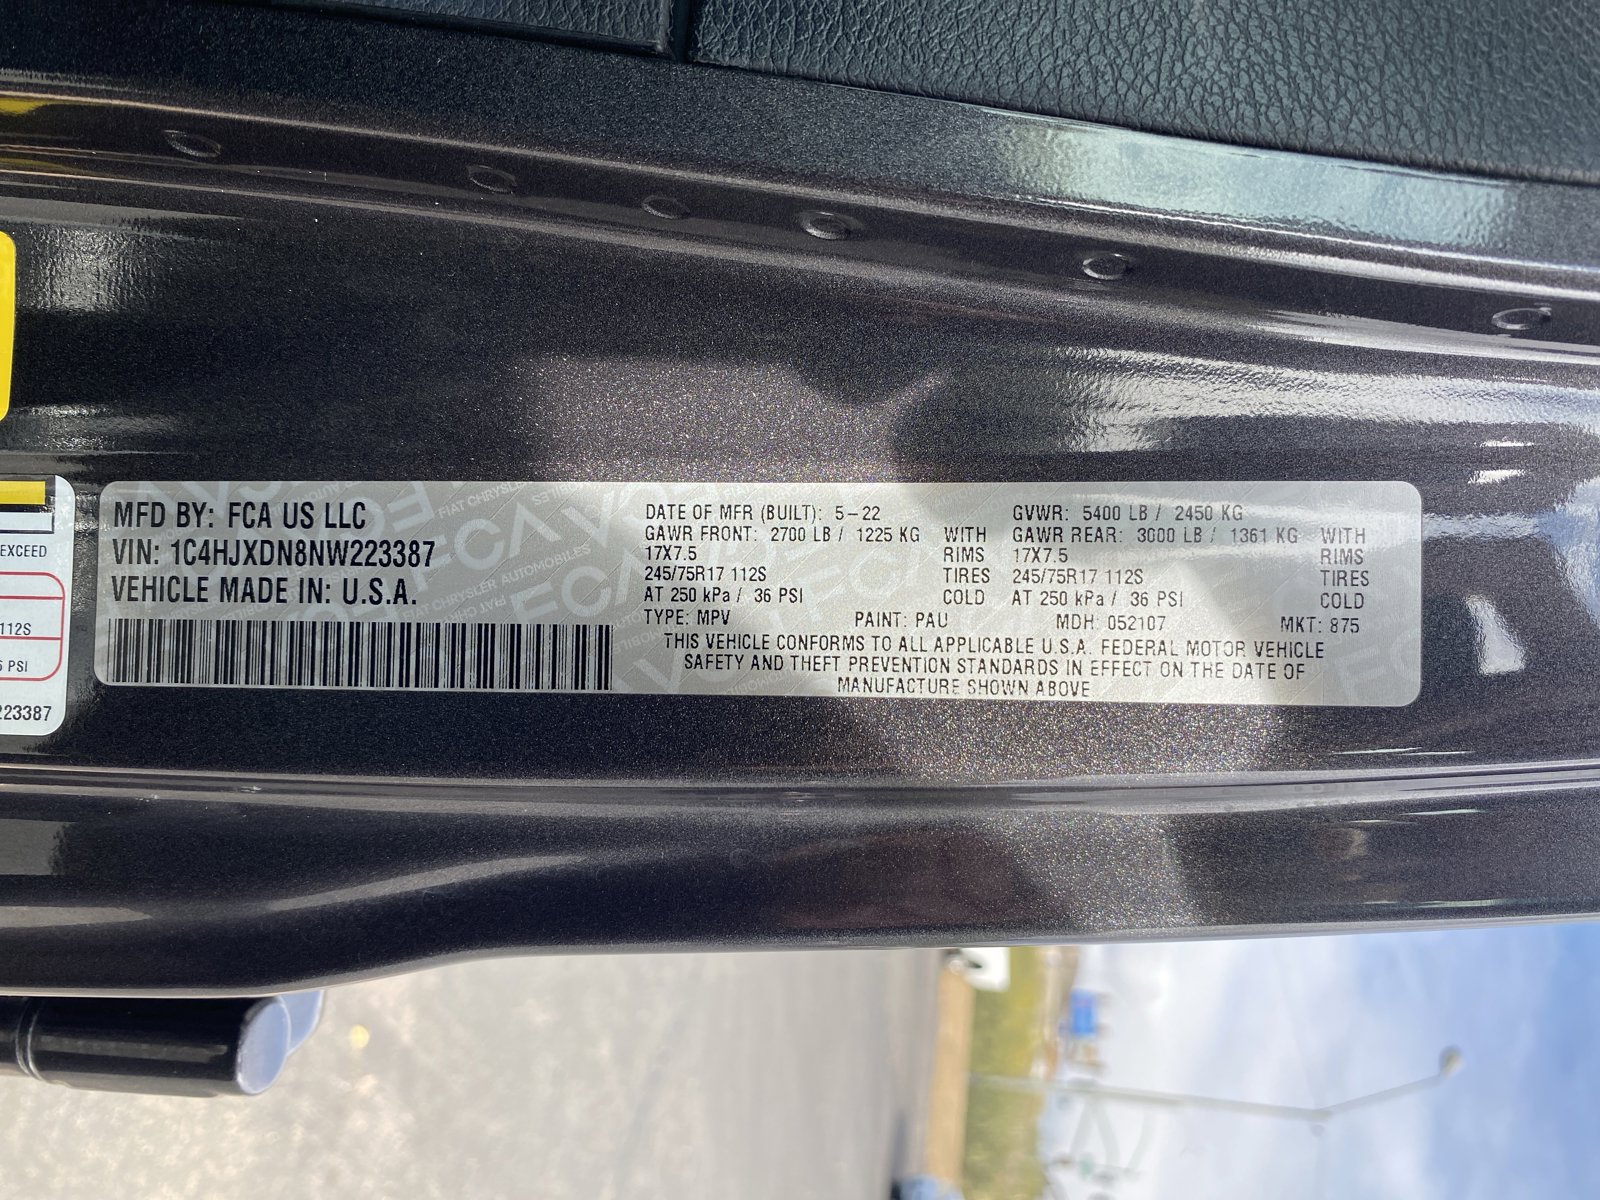 MFD BY: FCA US LLC
VIN: 1C4HJXDN8NW223387
VEHICLE MADE IN: U.S.A.
DATE OF MFR (BUILT): 5-22 GVWR: 5400 LB / 2450 KG
GAWR FRONT: 2700 LB / 1225 KG WITH GAWR REAR: 3000 LB / 1361 KG WITH
17X7.5 RIMS 17X7.5 RIMS
245/75R17 112S TIRES 245/75R17 112S TIRES
AT 250 kPa / 36 PSI COLD AT 250 kPa / 36 PSI COLD
TYPE: MPV PAINT: PAU MDH: 052107 MKT: 875
THIS VEHICLE CONFORMS TO ALL APPLICABLE U.S.A. FEDERAL MOTOR VEHICLE
SAFETY AND THEFT PREVENTION STANDARDS IN EFFECT ON THE DATE OF
MANUFACTURE SHOWN ABOVE
EXCEED
112S
PSI
223387